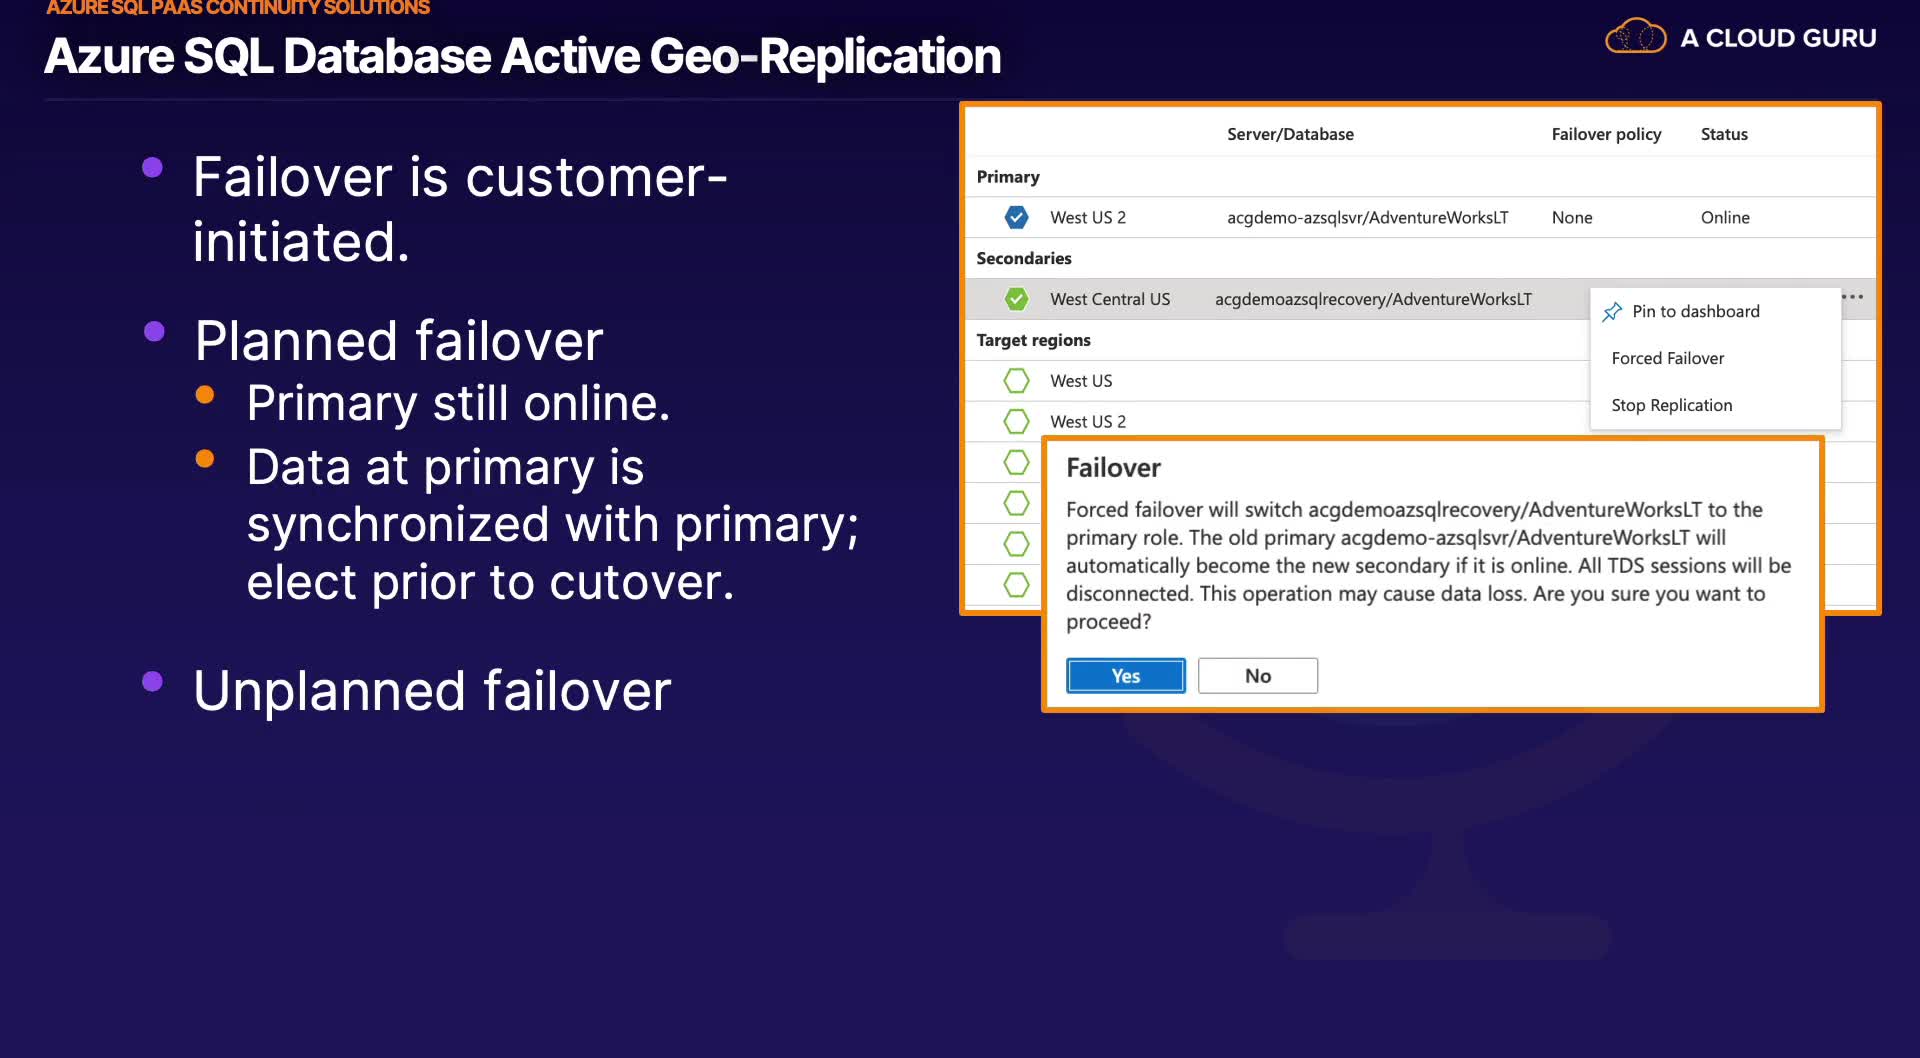 AZURE SQL PAAS CONTINUITY SOLUTIONS
Azure SQL Database Active Geo-Replication
A CLOUD GURU
Failover is customer-
initiated.
Planned failover
Primary still online.
Data at primary is
synchronized with primary;
elect prior to cutover.
Unplanned failover
Server/Database Failover policy Status
Primary
West US 2 acgdemo-azsqlsvr/AdventureWorksLT None Online
Secondaries
West Central US acgdemoazsqlrecovery/AdventureWorksLT
Pin to dashboard
Forced Failover
Stop Replication
Target regions
West US
West US 2
Failover
Forced failover will switch acgdemoazsqlrecovery/AdventureWorksLT to the
primary role. The old primary acgdemo-azsqlsvr/AdventureWorksLT will
automatically become the new secondary if it is online. All TDS sessions will be
disconnected. This operation may cause data loss. Are you sure you want to
proceed?
Yes No